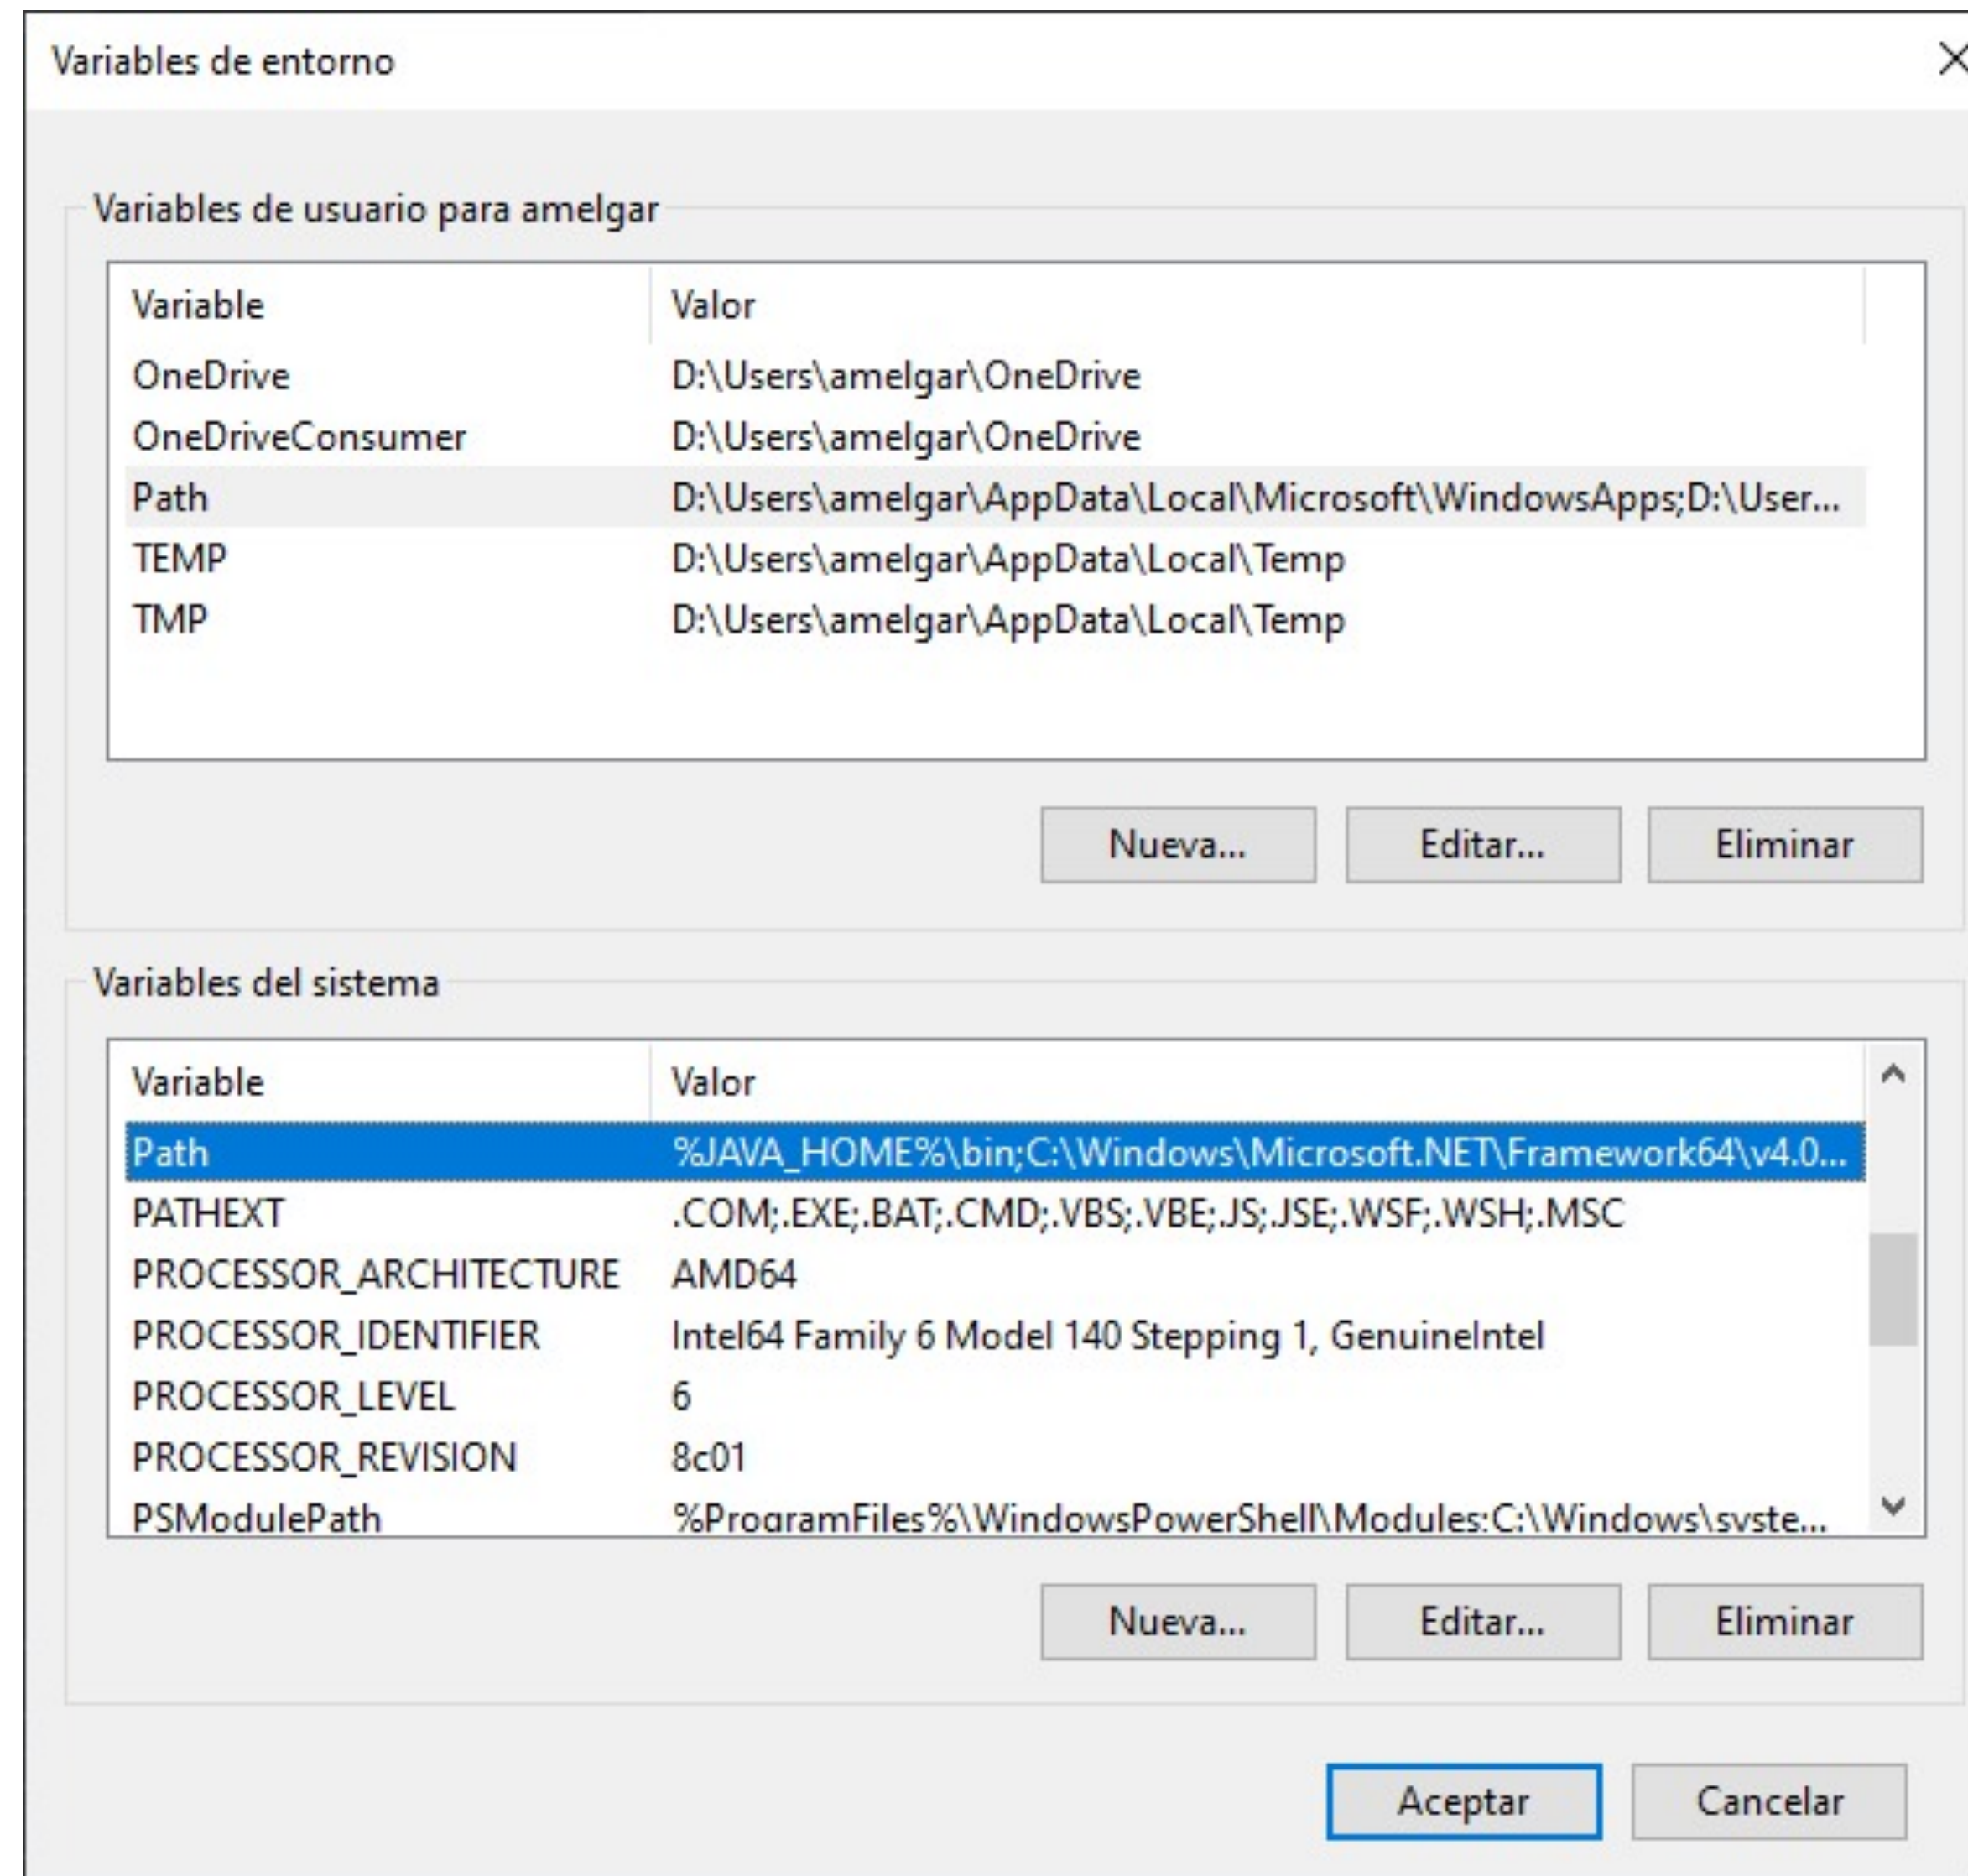 Variables de entorno
Variables de usuario para amelgar
Variable Valor
OneDrive D:\Users\amelgar\OneDrive
OneDriveConsumer D:\Users\amelgar\OneDrive
Path D:\Users\amelgar\AppData\Local\Microsoft\WindowsApps;D:\User...
TEMP D:\Users\amelgar\AppData\Local\Temp
TMP D:\Users\amelgar\AppData\Local\Temp
Nueva... Editar... Eliminar
Variables del sistema
Variable Valor
Path %JAVA_HOME%\bin;C:\Windows\Microsoft.NET\Framework64\v4.0...
PATHEXT .COM;.EXE;.BAT;.CMD;.VBS;.VBE;.JS;.JSE;.WSF;.WSH;.MSC
PROCESSOR_ARCHITECTURE AMD64
PROCESSOR_IDENTIFIER Intel64 Family 6 Model 140 Stepping 1, GenuineIntel
PROCESSOR_LEVEL 6
PROCESSOR_REVISION 8c01
PSModulePath %ProgramFiles%\WindowsPowerShell\Modules;C:\Windows\syste...
Nueva... Editar... Eliminar
Aceptar Cancelar